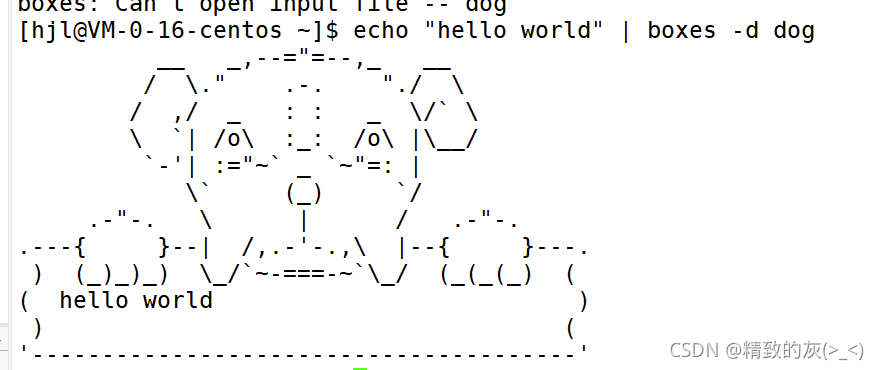 boxes: Can't open input file -- dog
[hjl@VM-0-16-centos ~]$ echo "hello world" | boxes -d dog
          __   _,--="=--,_   __
         /  \."    .-.    "./  \
        /  ,/  _   : :   _  \/` \
        \  `| /o\  :_:  /o\ |\__/
         `-'| :="~` _ `~"=: |
            \`     (_)     `/
     .-"-.   \      |      /   .-"-.
.---{     }--|  /,.-'-.,\  |--{     }---.
 )  (_)_)_)  \_/`~-===-~`\_/  (_(_(_)  (
(  hello world                          )
 )                                     (
'---------------------------------------'
CSDN @精致的灰(>_<)